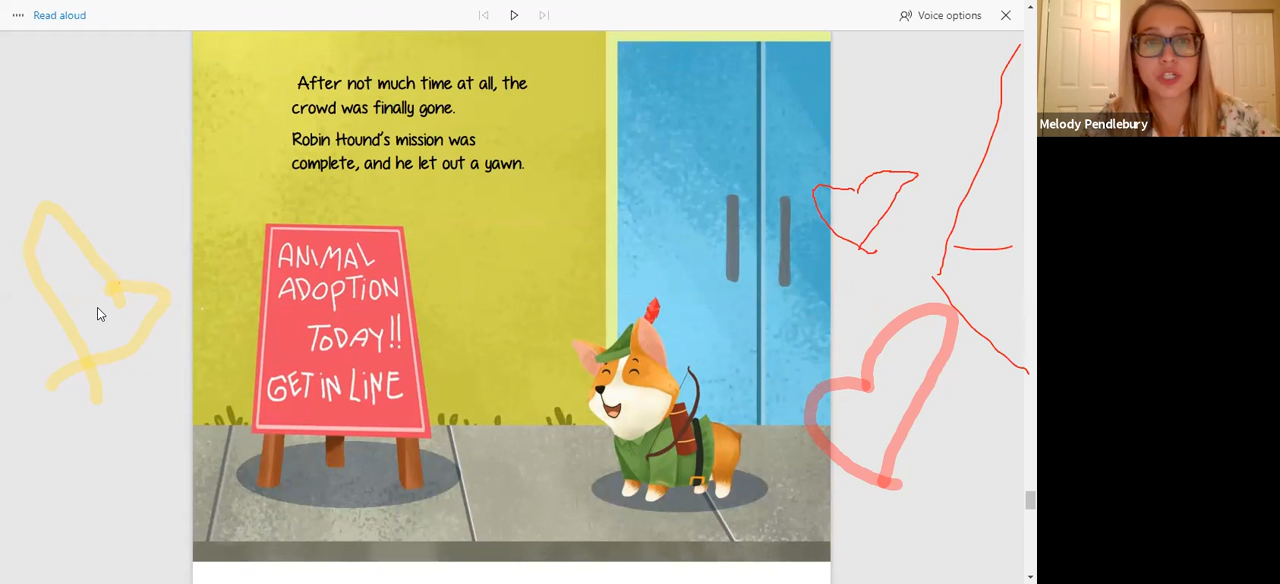 Read aloud
Voice options
After not much time at all, the
crowd was finally gone.
Robin Hound's mission was
complete, and he let out a yawn.
ANIMAL
ADOPTION
TODAY!!
GET IN LINE
Melody Pendlebury